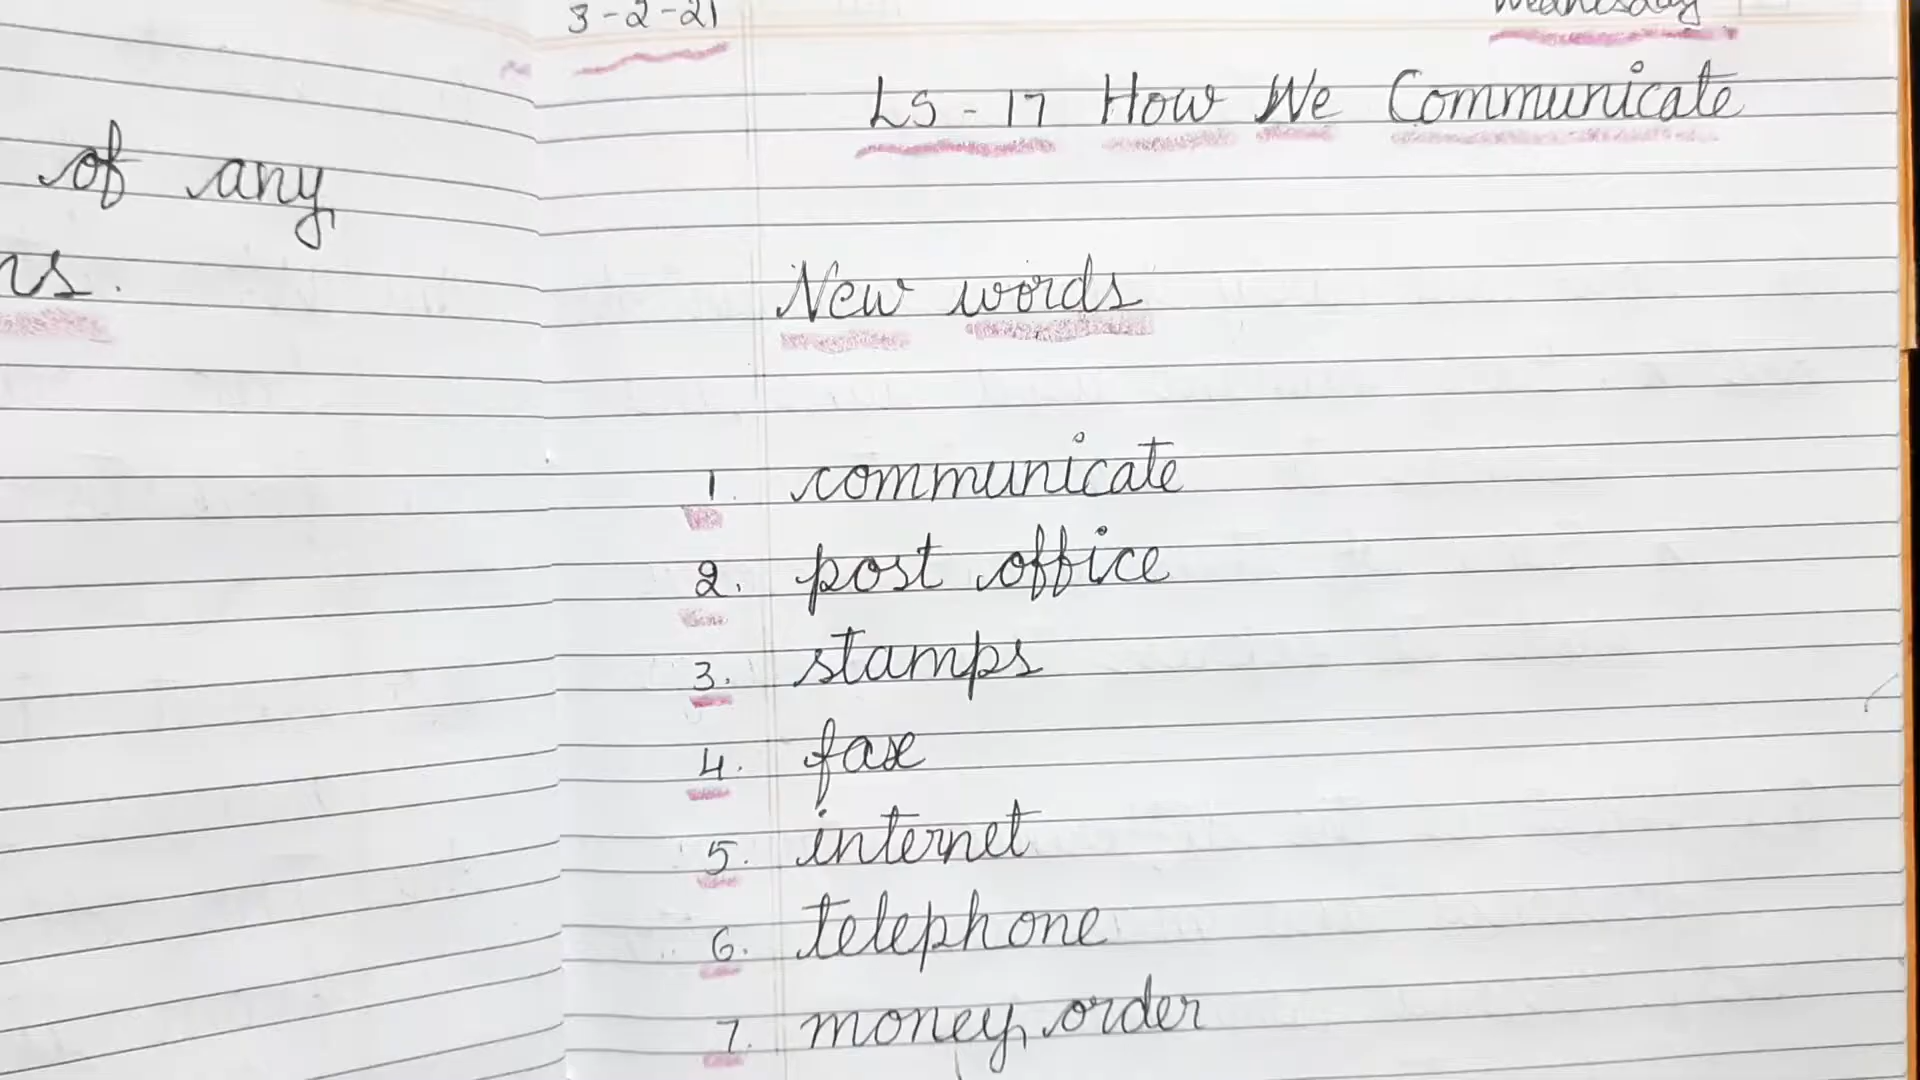 of any
3-2-21
Wednesday
LS-17 How We Communicate
New words
1. communicate
2. post office
3. stamps
4. fax
5. internet
6. telephone
7. money order